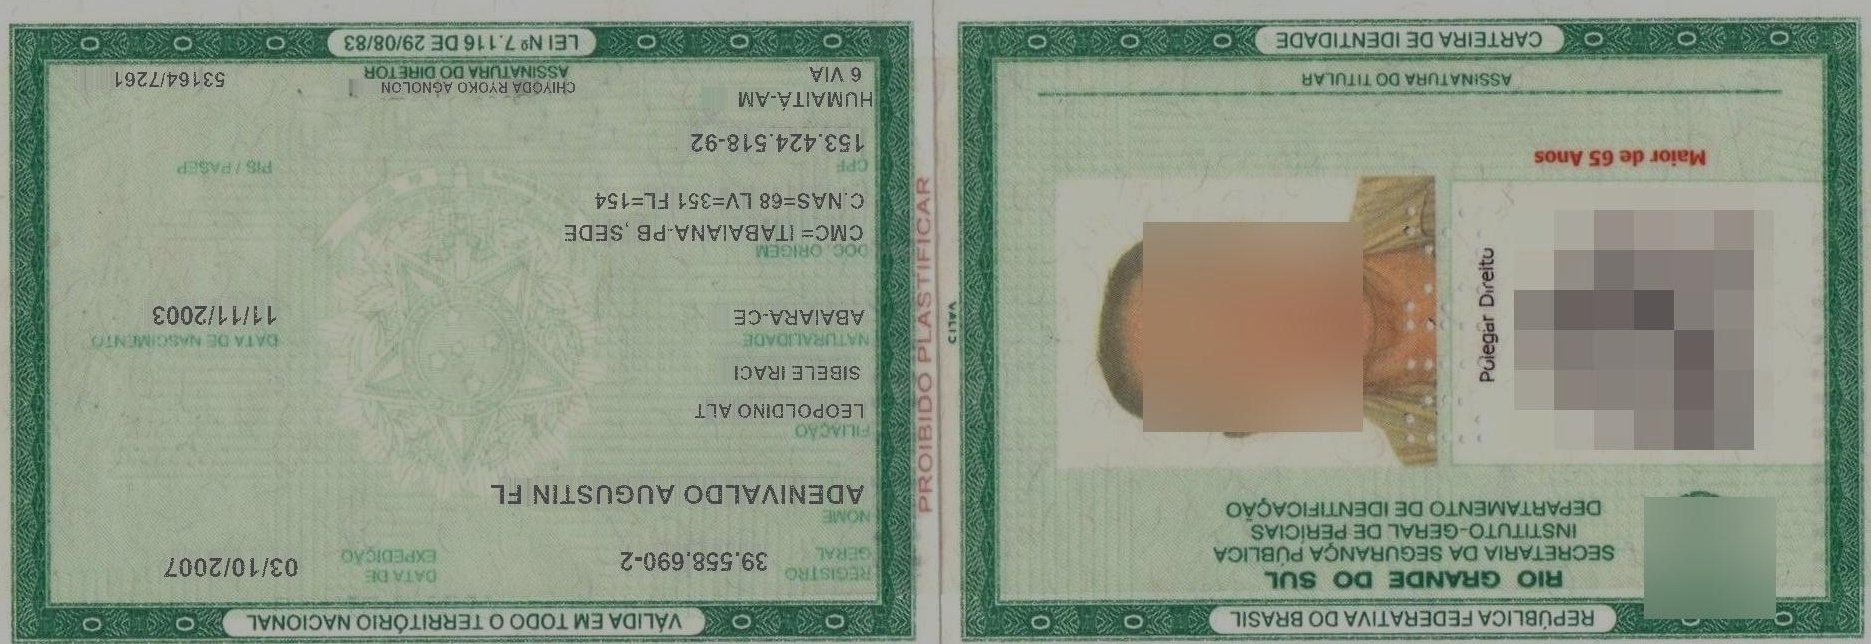 REPÚBLICA FEDERATIVA DO BRASIL
RIO GRANDE DO SUL
SECRETARIA DA SEGURANÇA PÚBLICA
INSTITUTO-GERAL DE PERÍCIAS
DEPARTAMENTO DE IDENTIFICAÇÃO
Polegar Direito
Maior de 65 Anos
ASSINATURA DO TITULAR
CARTEIRA DE IDENTIDADE
PROIBIDO PLASTIFICAR
VÁLIDA EM TODO O TERRITÓRIO NACIONAL
REGISTRO GERAL 39.558.690-2 DATA DE EXPEDIÇÃO 03/10/2007
NOME
ADENIVALDO AUGUSTIN FL
FILIAÇÃO
LEOPOLDINO ALT
SIBELE IRACI
NATURALIDADE DATA DE NASCIMENTO
ABAIARA-CE 11/11/2003
DOC. ORIGEM
CMC= ITABAIANA-PB ,SEDE
C.NAS=68 LV=351 FL=154
CPF PIS / PASEP
153.424.518-92
HUMAITÁ-AM
CHIYODA RYOKO AGNOLON
6 VIA ASSINATURA DO DIRETOR 53164/7261
LEI Nº 7.116 DE 29/08/83